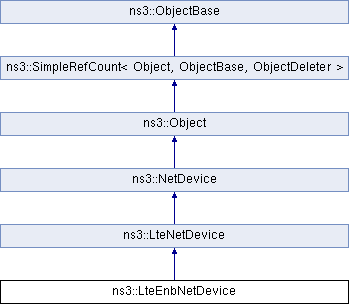 ns3::ObjectBase
ns3::SimpleRefCount< Object, ObjectBase, ObjectDeleter >
ns3::Object
ns3::NetDevice
ns3::LteNetDevice
ns3::LteEnbNetDevice